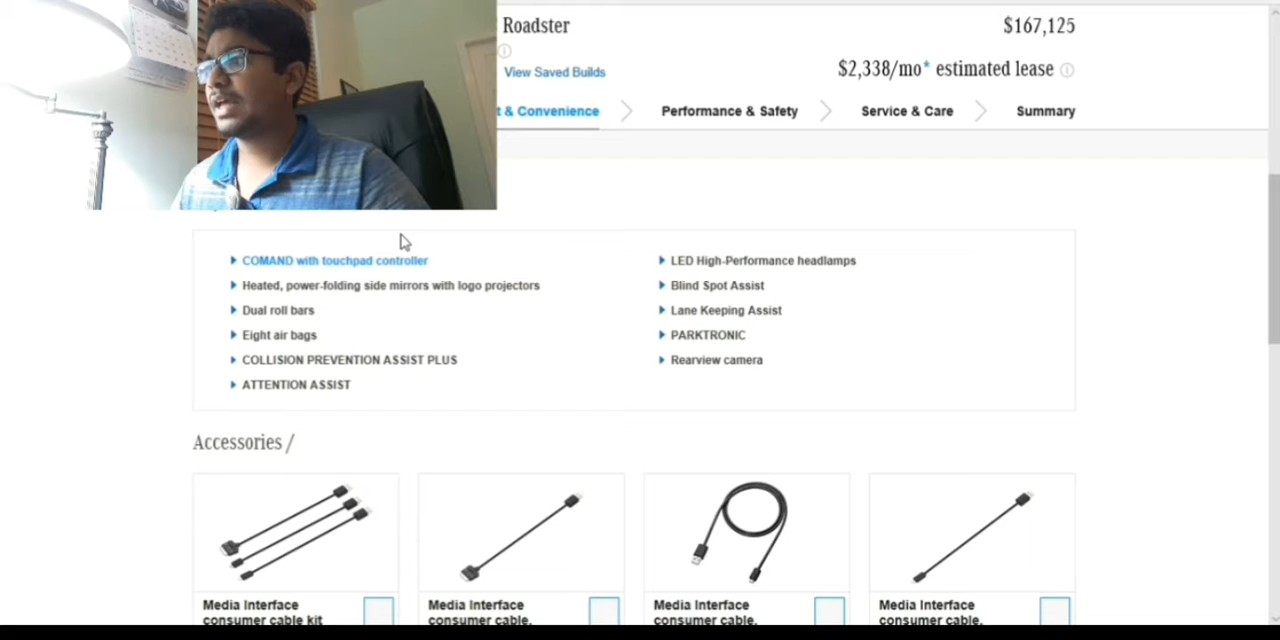 Roadster
$167,125
View Saved Builds
$2,338/mo* estimated lease
t & Convenience
Performance & Safety
Service & Care
Summary
COMAND with touchpad controller
LED High-Performance headlamps
Heated, power-folding side mirrors with logo projectors
Blind Spot Assist
Dual roll bars
Lane Keeping Assist
Eight air bags
PARKTRONIC
COLLISION PREVENTION ASSIST PLUS
Rearview camera
ATTENTION ASSIST
Accessories /
Media Interface
consumer cable kit
Media Interface
consumer cable,
Media Interface
consumer cable,
Media Interface
consumer cable,